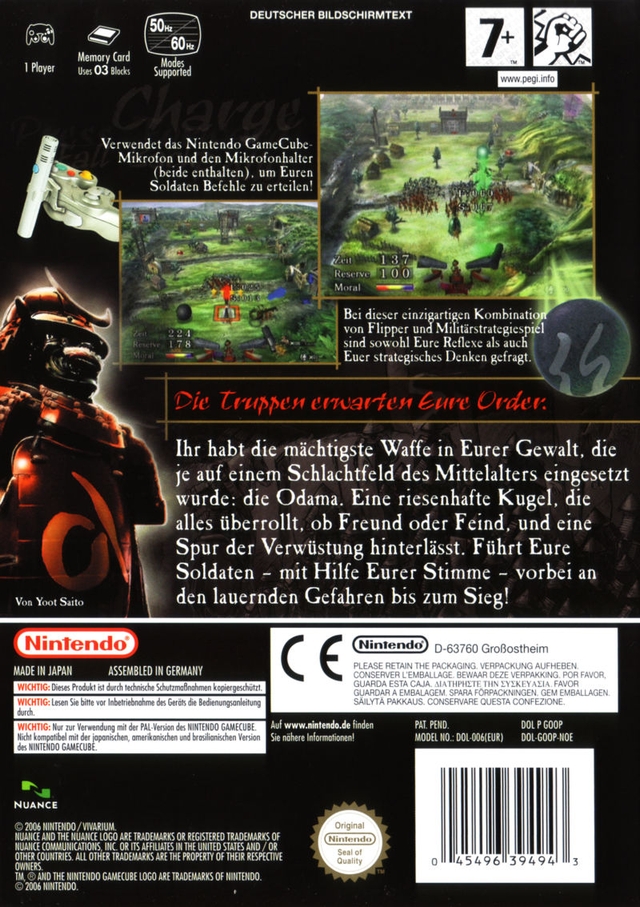 DEUTSCHER BILDSCHIRMTEXT
1 Player
Memory Card
Uses 03 Blocks
50Hz
60Hz
Modes
Supported
7+
www.pegi.info
Charge
Verwendet das Nintendo GameCube-
Mikrofon und den Mikrofonhalter
(beide enthalten), um Euren
Soldaten Befehle zu erteilen!
Zeit 137
Reserve 100
Moral
Zeit 224
Reserve 178
Moral
Bei dieser einzigartigen Kombination
von Flipper und Militärstrategiespiel
sind sowohl Eure Reflexe als auch
Euer strategisches Denken gefragt.
Die Truppen erwarten Eure Order.
Ihr habt die mächtigste Waffe in Eurer Gewalt, die
je auf einem Schlachtfeld des Mittelalters eingesetzt
wurde: die Odama. Eine riesenhafte Kugel, die
alles überrollt, ob Freund oder Feind, und eine
Spur der Verwüstung hinterlässt. Führt Eure
Soldaten – mit Hilfe Eurer Stimme – vorbei an
den lauernden Gefahren bis zum Sieg!
Von Yoot Saito
Nintendo®
MADE IN JAPAN ASSEMBLED IN GERMANY
WICHTIG: Dieses Produkt ist durch technische Schutzmaßnahmen kopiergeschützt.
WICHTIG: Lesen Sie bitte vor Inbetriebnahme des Geräts die Bedienungsanleitung
durch.
WICHTIG: Nur zur Verwendung mit der PAL-Version des NINTENDO GAMECUBE.
Nicht kompatibel mit der japanischen, amerikanischen und brasilianischen Version
des NINTENDO GAMECUBE.
CE
Nintendo® D-63760 Großostheim
PLEASE RETAIN THE PACKAGING. VERPACKUNG AUFHEBEN.
CONSERVER L'EMBALLAGE. BEWAAR DEZE VERPAKKING. POR FAVOR,
GUARDAR ESTA CAJA. ΔΙΑΤΗΡΗΣΤΕ ΤΗΝ ΣΥΣΚΕΥΑΣΙΑ. FAVOR
GUARDAR A EMBALAGEM. SPARA FÖRPACKNINGEN. GEM EMBALLAGEN.
SÄILYTÄ PAKKAUS. CONSERVARE QUESTA CONFEZIONE.
Auf www.nintendo.de finden
Sie nähere Informationen!
PAT. PEND.
MODEL NO.: DOL-006(EUR)
DOL P GOOP
DOL-GOOP-NOE
NUANCE
© 2006 NINTENDO / VIVARIUM.
NUANCE AND THE NUANCE LOGO ARE TRADEMARKS OR REGISTERED TRADEMARKS OF
NUANCE COMMUNICATIONS, INC. OR ITS AFFILIATES IN THE UNITED STATES AND / OR
OTHER COUNTRIES. ALL OTHER TRADEMARKS ARE THE PROPERTY OF THEIR RESPECTIVE
OWNERS.
TM, ® AND THE NINTENDO GAMECUBE LOGO ARE TRADEMARKS OF NINTENDO.
© 2006 NINTENDO.
Original
Nintendo®
Seal of
Quality
TM
0 45496 39494 3